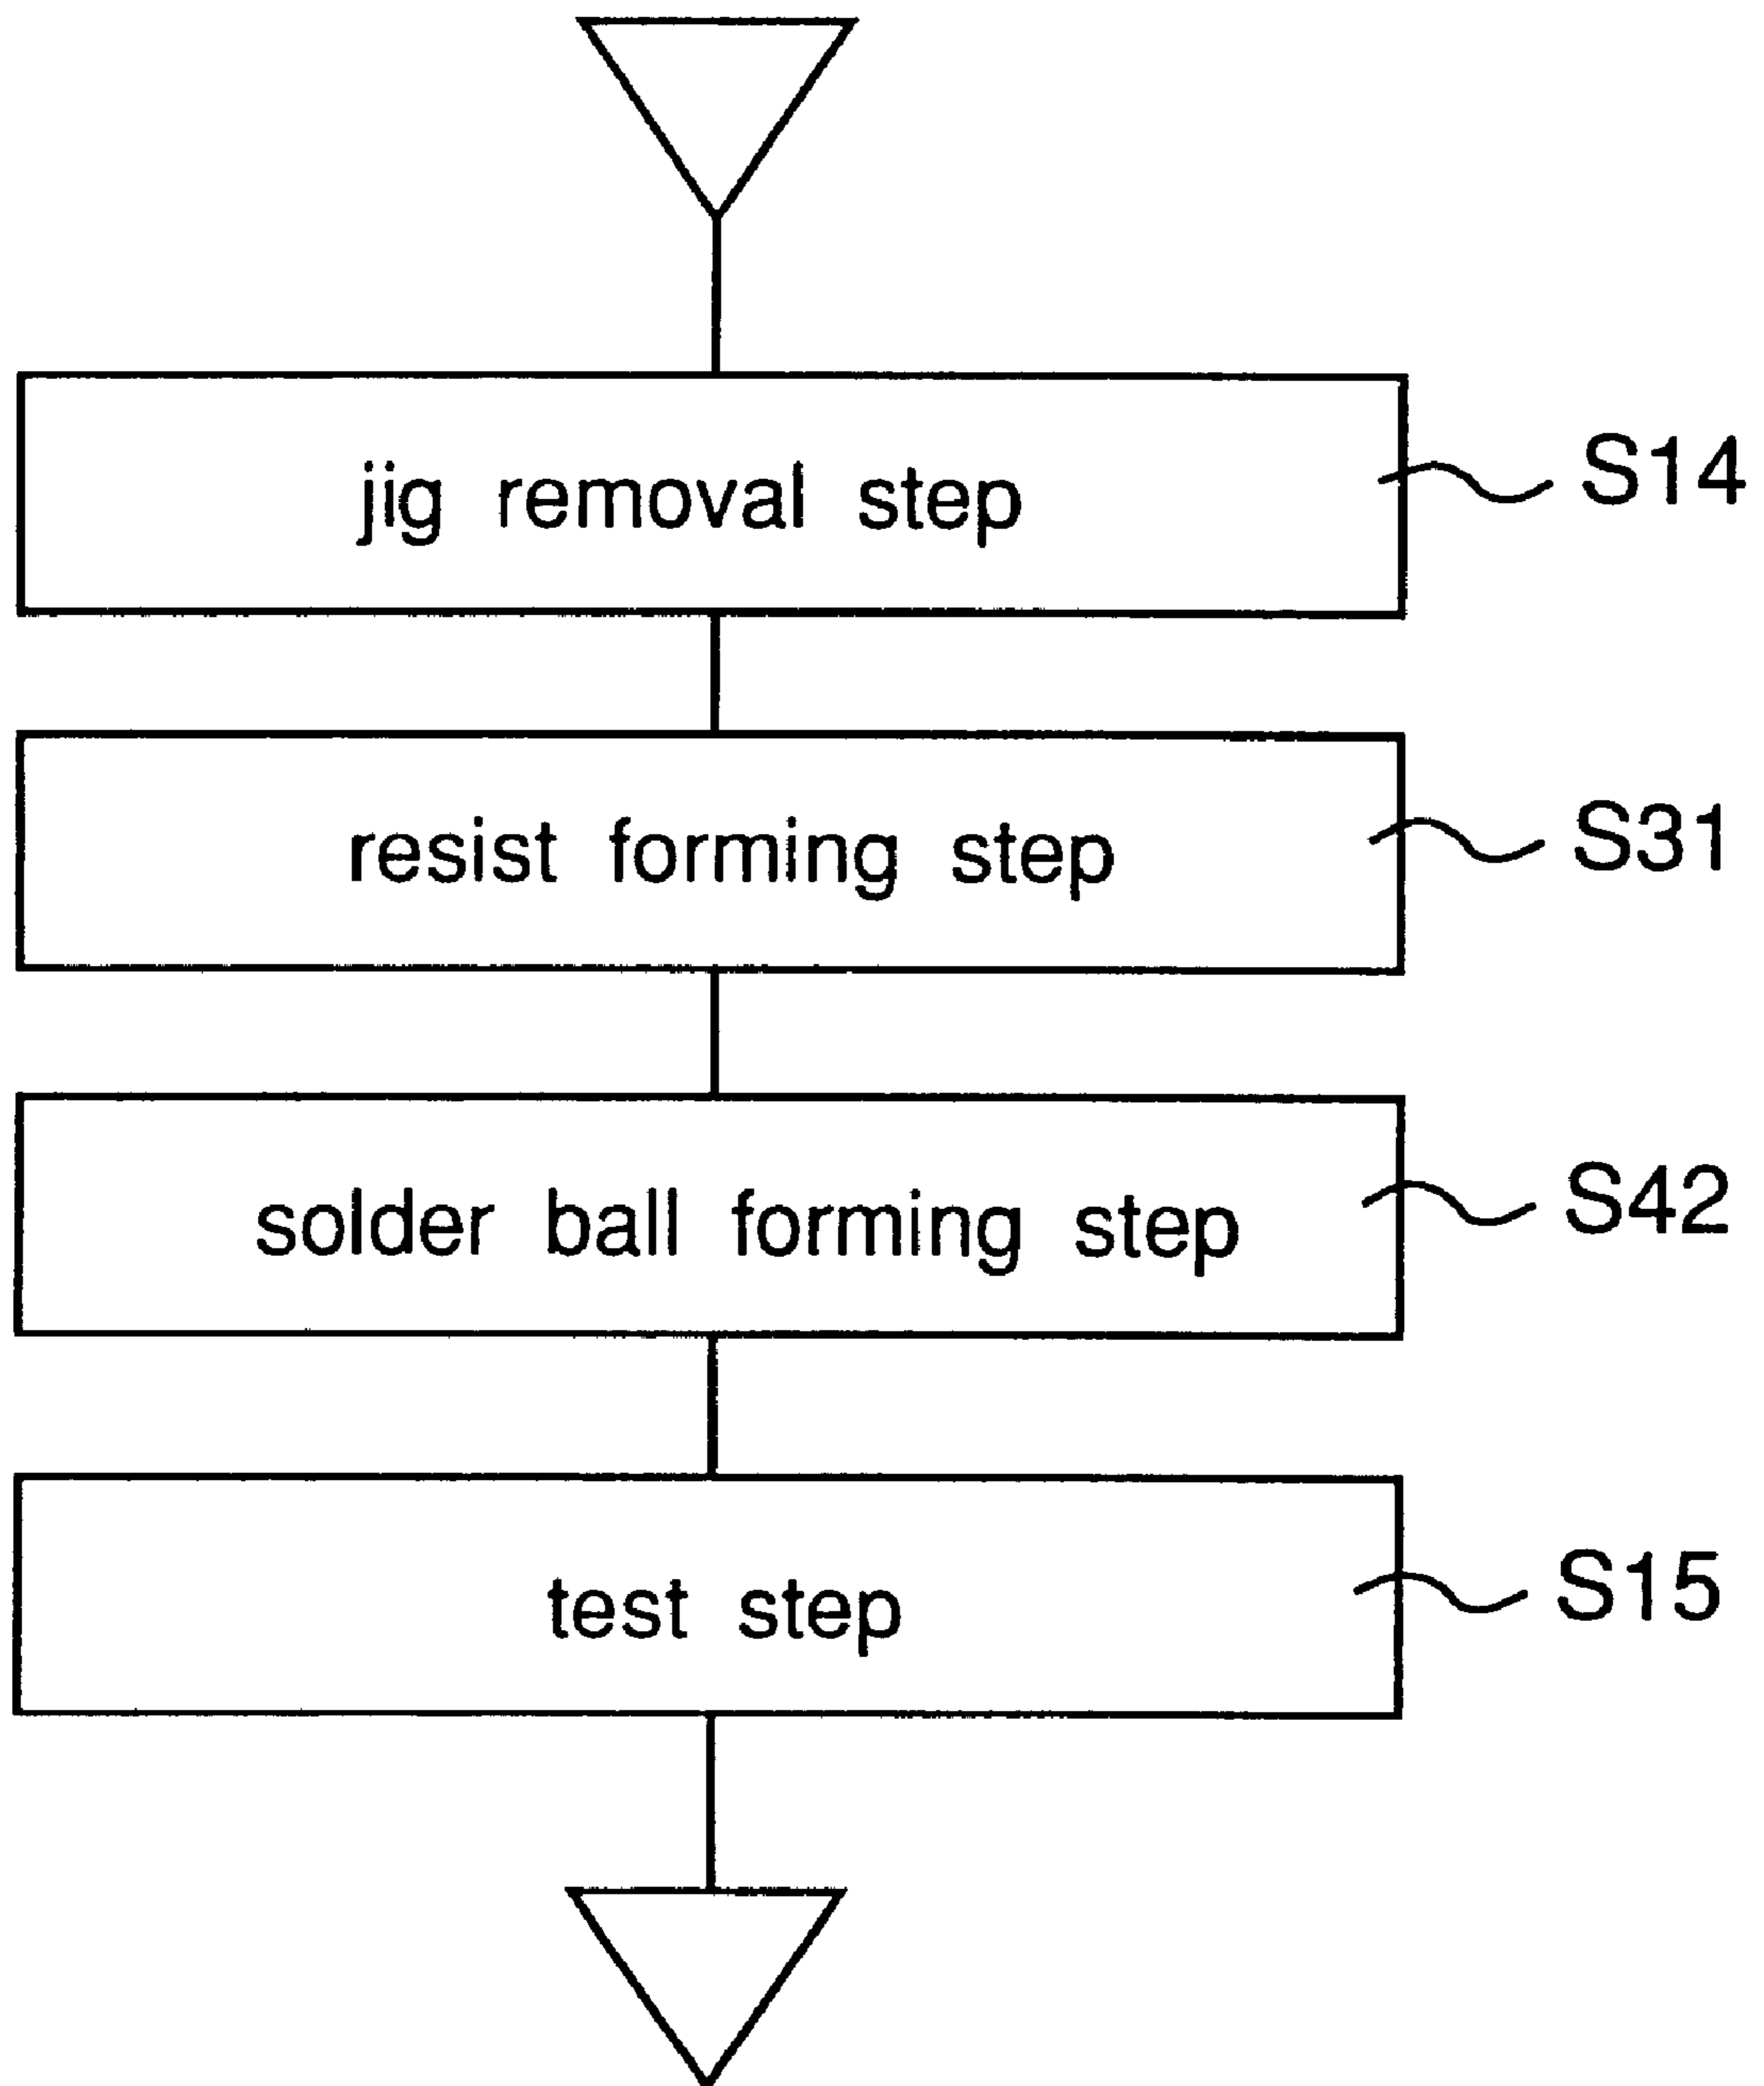 jig removal step
S14
resist forming step
S31
solder ball forming step
S42
test step
S15